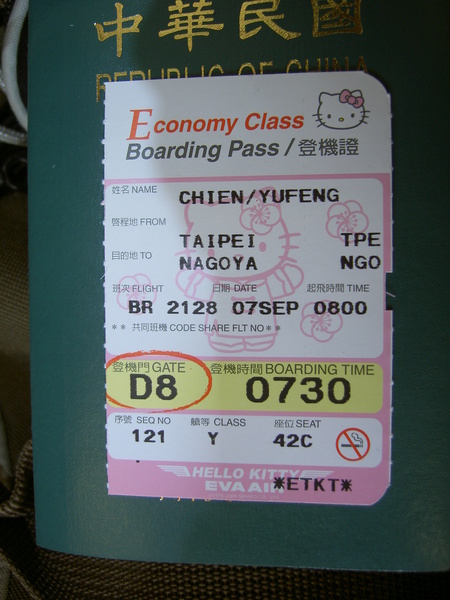 中華民國
REPUBLIC OF CHINA
Economy Class
Boarding Pass / 登機證
姓名 NAME CHIEN/YUFENG
啓程地 FROM
TAIPEI TPE
目的地 TO NAGOYA NGO
班次 FLIGHT 日期 DATE 起飛時間 TIME
BR 2128 07SEP 0800
** 共同班機 CODE SHARE FLT NO **
登機門 GATE 登機時間 BOARDING TIME
D8 0730
序號 SEQ NO 艙等 CLASS 座位 SEAT
121 Y 42C
HELLO KITTY
EVA AIR
*ETKT*